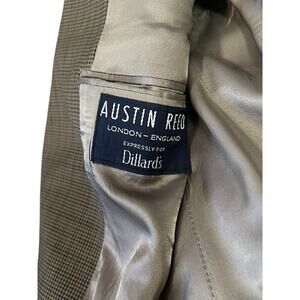 AUSTIN REED
LONDON - ENGLAND
EXPRESSLY FOR
Dillard's